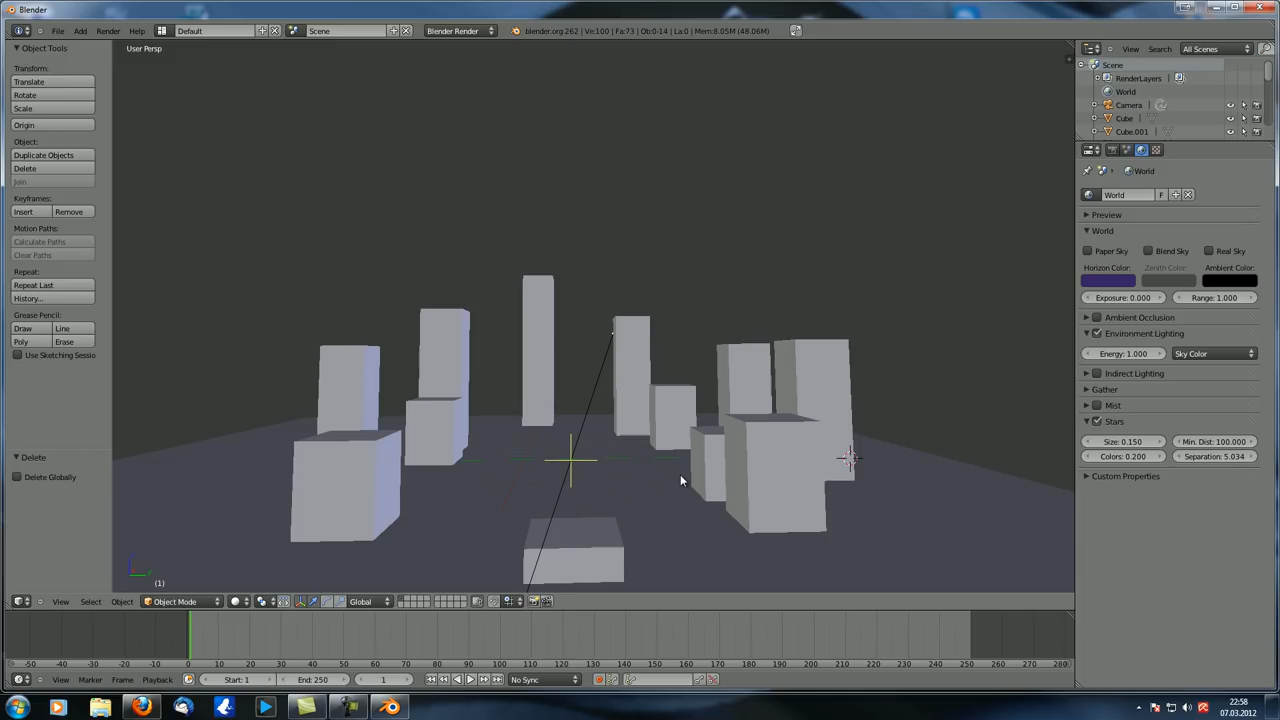 Blender
File Add Render Help Default Scene Blender Render blender.org 262 | Ve:100 | Fa:73 | Ob:0-14 | La:0 | Mem:8.05M (48.06M)
Object Tools
Transform:
Translate
Rotate
Scale
Origin
Object:
Duplicate Objects
Delete
Join
Keyframes:
Insert Remove
Motion Paths:
Calculate Paths
Clear Paths
Repeat:
Repeat Last
History...
Grease Pencil:
Draw Line
Poly Erase
Use Sketching Sessio
Delete
Delete Globally
User Persp
(1)
View Select Object Object Mode Global
View Search All Scenes
Scene
RenderLayers
World
Camera
Cube
Cube.001
World
World F
Preview
World
Paper Sky Blend Sky Real Sky
Horizon Color: Zenith Color: Ambient Color:
Exposure: 0.000 Range: 1.000
Ambient Occlusion
Environment Lighting
Energy: 1.000 Sky Color
Indirect Lighting
Gather
Mist
Stars
Size: 0.150 Min. Dist: 100.000
Colors: 0.200 Separation: 5.034
Custom Properties
-50 -40 -30 -20 -10 0 10 20 30 40 50 60 70 80 90 100 110 120 130 140 150 160 170 180 190 200 210 220 230 240 250 260 270 280
View Marker Frame Playback Start: 1 End: 250 1 No Sync
22:58
07.03.2012